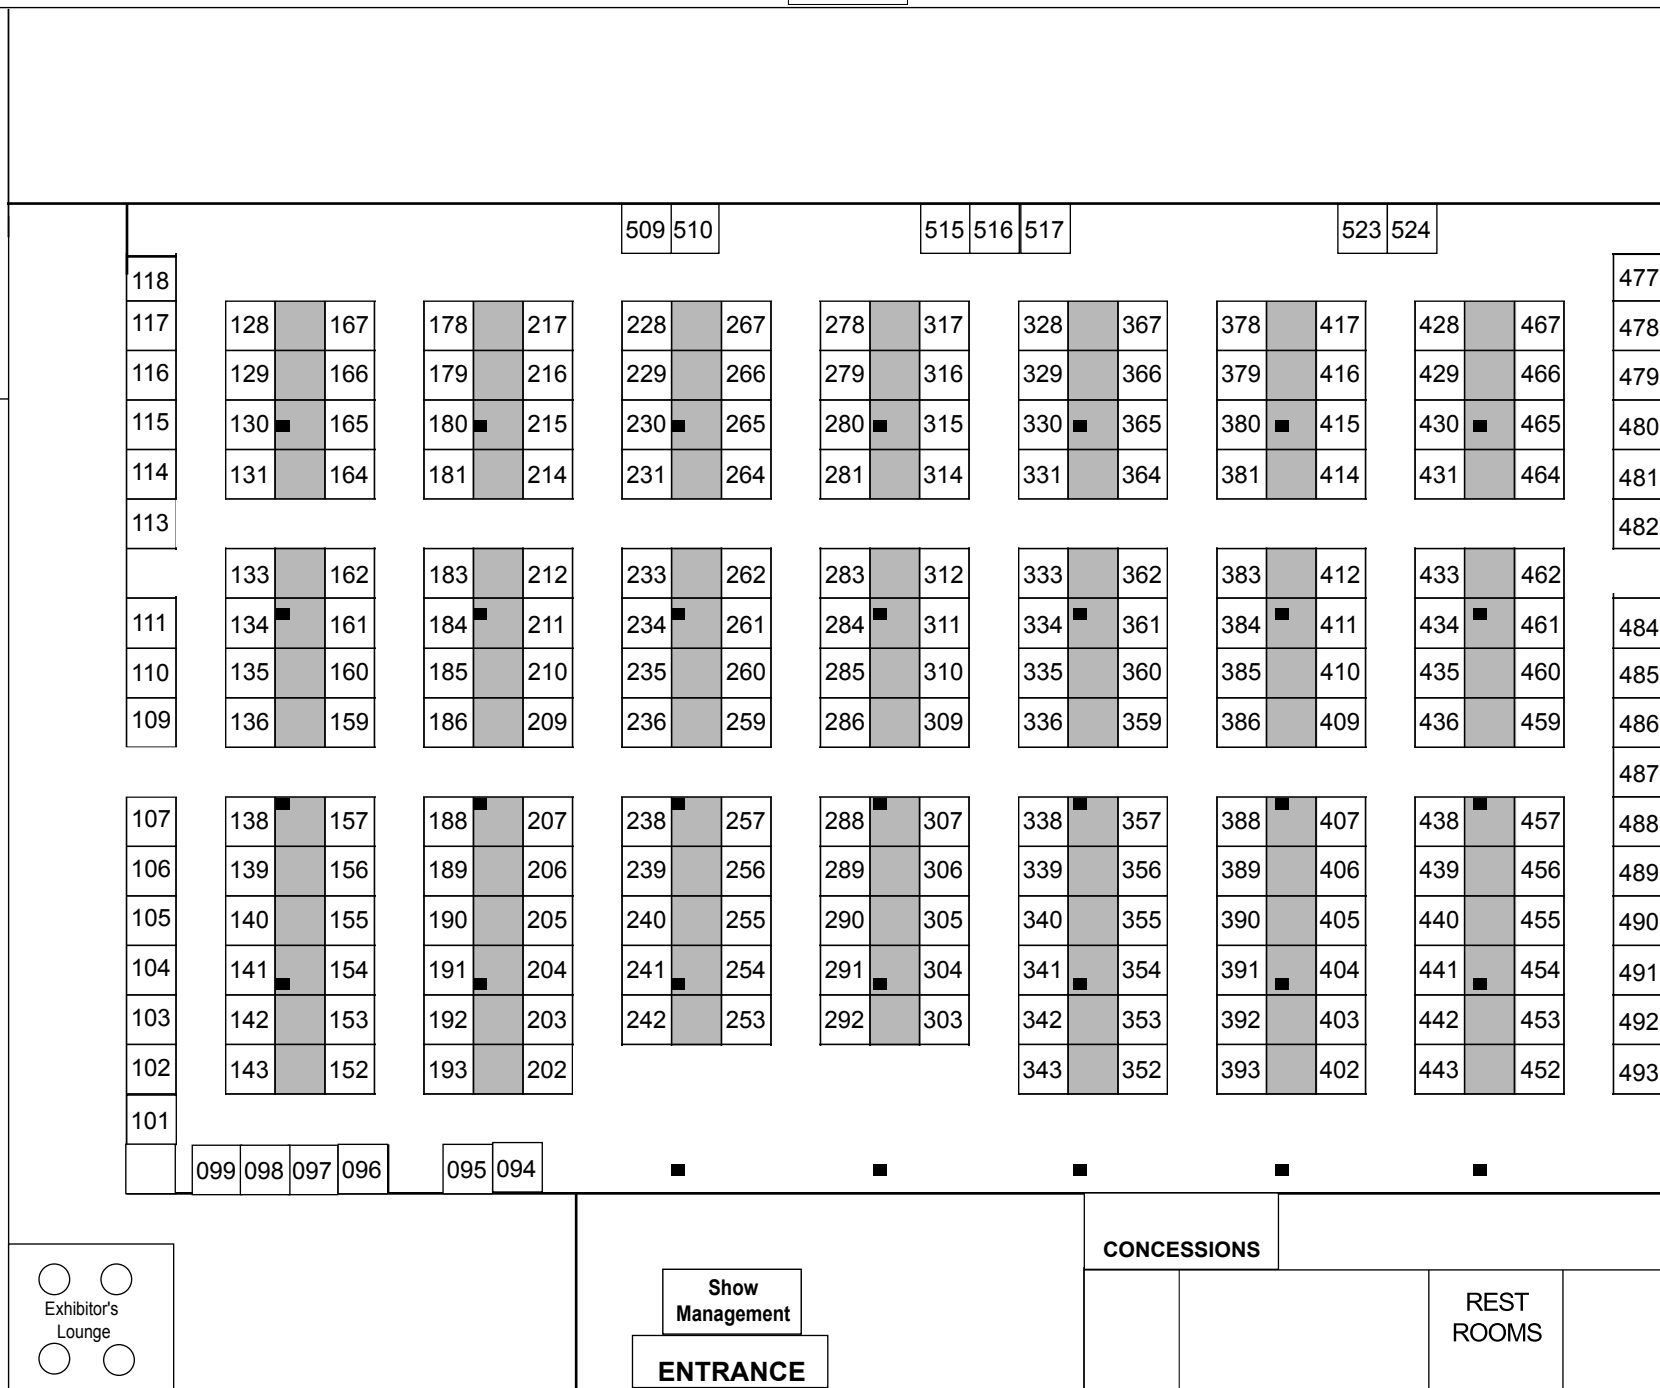 509 510 515 516 517 523 524
118 477
117 128 167 178 217 228 267 278 317 328 367 378 417 428 467 478
116 129 166 179 216 229 266 279 316 329 366 379 416 429 466 479
115 130 165 180 215 230 265 280 315 330 365 380 415 430 465 480
114 131 164 181 214 231 264 281 314 331 364 381 414 431 464 481
113 482
133 162 183 212 233 262 283 312 333 362 383 412 433 462
111 134 161 184 211 234 261 284 311 334 361 384 411 434 461 484
110 135 160 185 210 235 260 285 310 335 360 385 410 435 460 485
109 136 159 186 209 236 259 286 309 336 359 386 409 436 459 486
487
107 138 157 188 207 238 257 288 307 338 357 388 407 438 457 488
106 139 156 189 206 239 256 289 306 339 356 389 406 439 456 489
105 140 155 190 205 240 255 290 305 340 355 390 405 440 455 490
104 141 154 191 204 241 254 291 304 341 354 391 404 441 454 491
103 142 153 192 203 242 253 292 303 342 353 392 403 442 453 492
102 143 152 193 202 343 352 393 402 443 452 493
101
099 098 097 096 095 094
CONCESSIONS
Exhibitor's
Lounge
Show
Management
ENTRANCE
REST
ROOMS